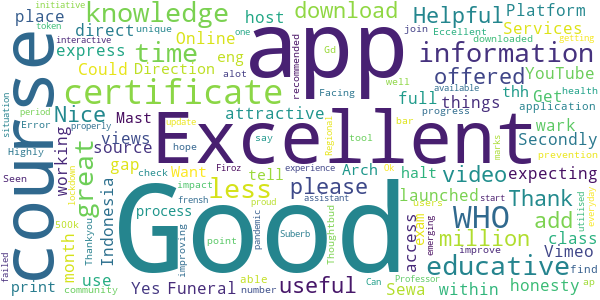 initiative
token
place
knowledge
host
download
Helpful
Platform
direct
time
Online
app
join
Eccellent
unique
one
Services
interactive
express
Could
Direction
eng
alot
recommended
Gd
downloaded
getting
information
course
certificate
Facing
offered
YouTube
available
health
Nice
Mast
attractive
full
things
thh
Get
application
well
progress
situation
period
Error
properly
views
update
Excellent
bar
wark
Secondly
Highly
great
working
source
hope
say
Regional
tool
marks
prevention
Seen
gap
check
Firoz
experience
Ok
lockdown
Want
tell
Arch
halt
video
expecting
less
please
launched
Thank
process
impact
frensh
proud
assistant
users
start
utilised
everyday
Good
month
Indonesia
improving
point
Suberb
pandemic
Thoughtbud
access
exam
WHO
add
500k
Thankyou
emerging
million
class
failed
use
able
Can
Professor
improve
Vimeo
find
educative
print
community
Yes
Funeral
number
useful
Sewa
within
honesty
ap